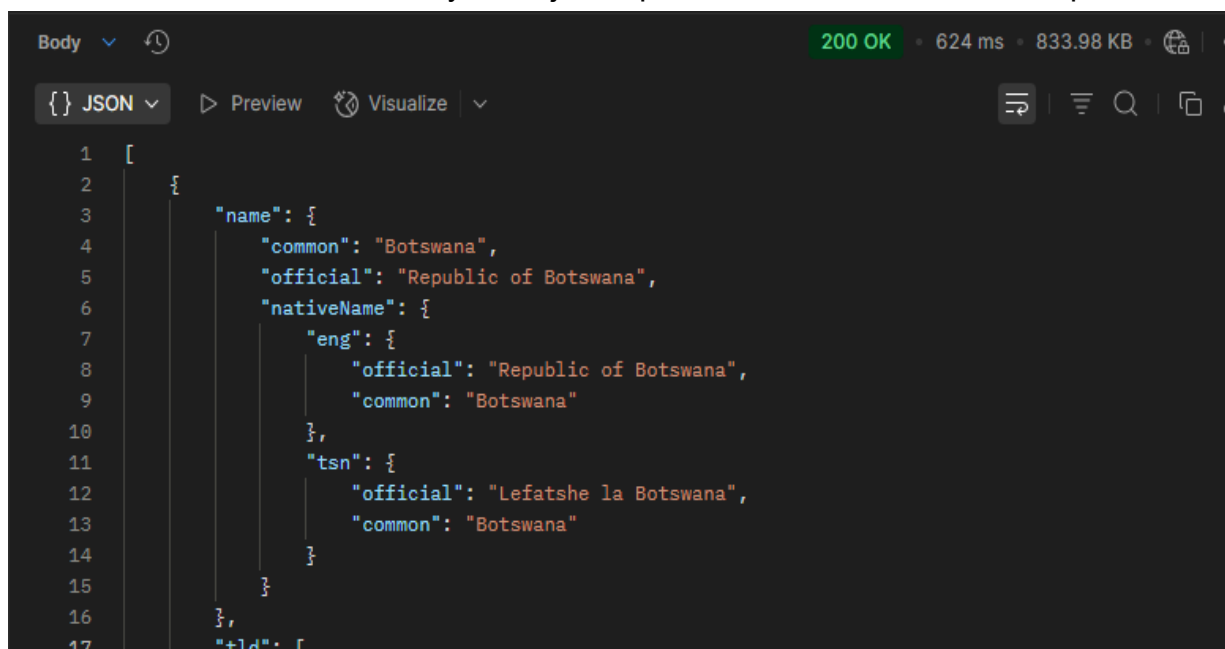 Body
200 OK • 624 ms • 833.98 KB •
{} JSON Preview Visualize
1 [
2 {
3 "name": {
4 "common": "Botswana",
5 "official": "Republic of Botswana",
6 "nativeName": {
7 "eng": {
8 "official": "Republic of Botswana",
9 "common": "Botswana"
10 },
11 "tsn": {
12 "official": "Lefatshe la Botswana",
13 "common": "Botswana"
14 }
15 }
16 },
17 "tld": [